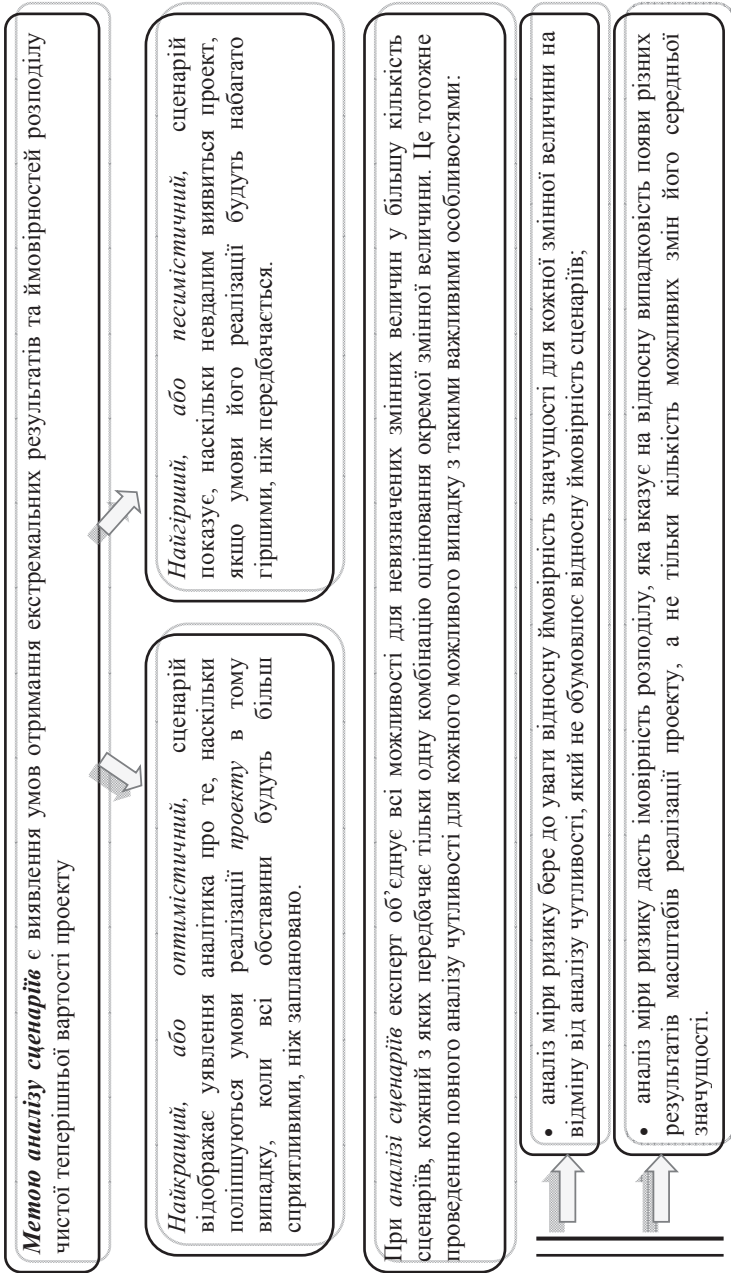 Метою аналізу сценаріїв є виявлення умов отримання екстремальних результатів та ймовірностей розподілу
чистої теперішньої вартості проекту
Найкращий, або оптимістичний, сценарій
відображає уявлення аналітика про те, наскільки
поліпшуються умови реалізації проекту в тому
випадку, коли всі обставини будуть більш
сприятливими, ніж заплановано.
Найгірший, або песимістичний, сценарій
показує, наскільки невдалим виявиться проект,
якщо умови його реалізації будуть набагато
гіршими, ніж передбачається.
При аналізі сценаріїв експерт об’єднує всі можливості для невизначених змінних величин у більшу кількість
сценаріїв, кожний з яких передбачає тільки одну комбінацію оцінювання окремої змінної величини. Це тотожне
проведенню повного аналізу чутливості для кожного можливого випадку з такими важливими особливостями:
• аналіз міри ризику бере до уваги відносну ймовірність значущості для кожної змінної величини на
відміну від аналізу чутливості, який не обумовлює відносну ймовірність сценаріїв;
• аналіз міри ризику дасть імовірність розподілу, яка вказує на відносну випадковість появи різних
результатів масштабів реалізації проекту, а не тільки кількість можливих змін його середньої
значущості.